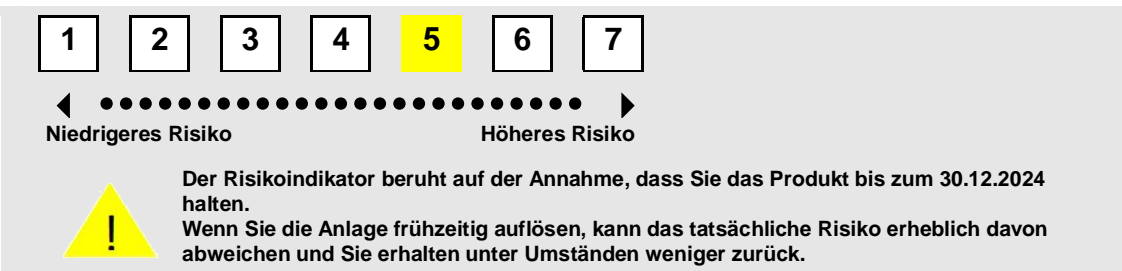 1 2 3 4 5 6 7
Niedrigeres Risiko Höheres Risiko
Der Risikoindikator beruht auf der Annahme, dass Sie das Produkt bis zum 30.12.2024
halten.
Wenn Sie die Anlage frühzeitig auflösen, kann das tatsächliche Risiko erheblich davon
abweichen und Sie erhalten unter Umständen weniger zurück.
!